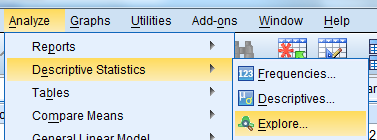 Analyze Graphs Utilities Add-ons Window Help
Reports
Descriptive Statistics
Frequencies...
Tables
Descriptives...
Compare Means
Explore...
General Linear Model